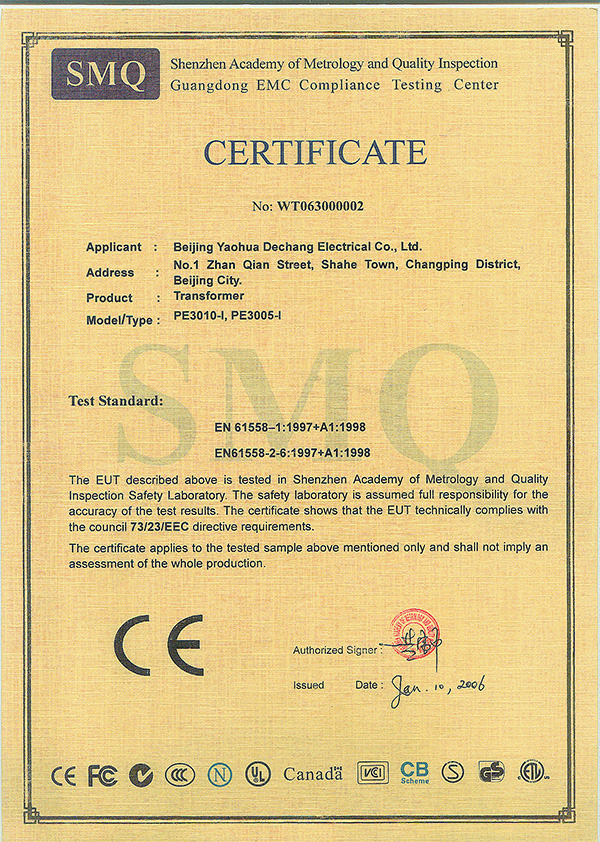 SMQ
Shenzhen Academy of Metrology and Quality Inspection
Guangdong EMC Compliance Testing Center
CERTIFICATE
No: WT063000002
Applicant : Beijing Yaohua Dechang Electrical Co., Ltd.
Address : No.1 Zhan Qian Street, Shahe Town, Changping District,
Beijing City.
Product : Transformer
Model/Type : PE3010-I, PE3005-I
SMQ
Test Standard:
EN 61558–1:1997+A1:1998
EN61558-2-6:1997+A1:1998
The EUT described above is tested in Shenzhen Academy of Metrology and Quality
Inspection Safety Laboratory. The safety laboratory is assumed full responsibility for the
accuracy of the test results. The certificate shows that the EUT technically complies with
the council 73/23/EEC directive requirements.
The certificate applies to the tested sample above mentioned only and shall not imply an
assessment of the whole production.
CE
Authorized Signer :
Issued Date : Jan. 10, 2006
CE FC N UL Canada VCI CB S GS ETL
Scheme